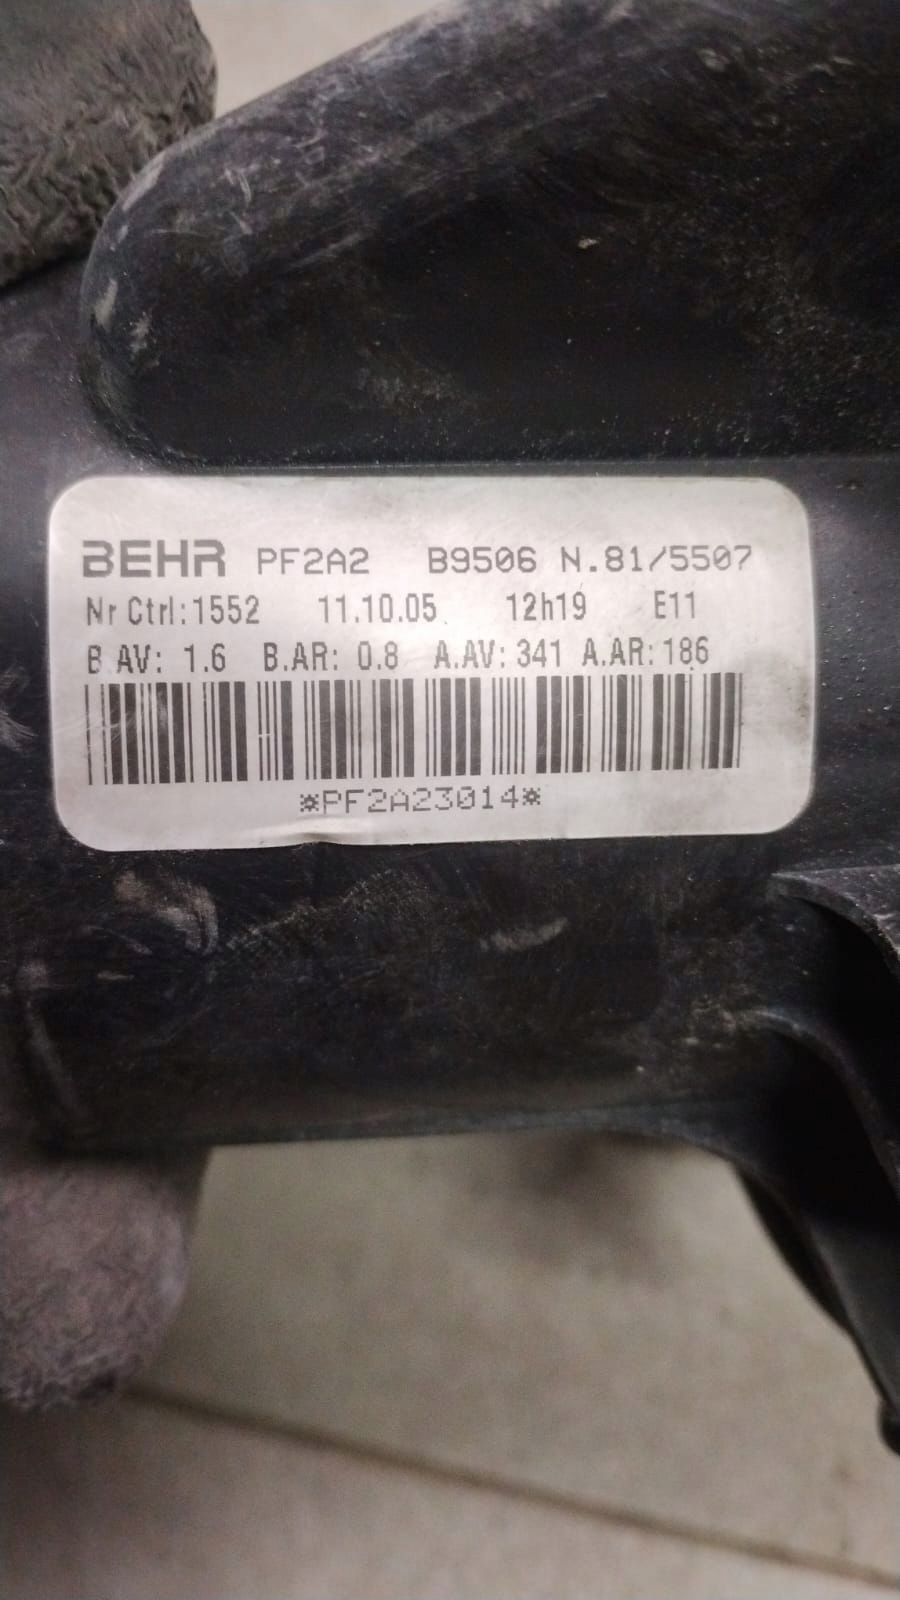 BEHR PF2A2 B9506 N.81/5507
Nr Ctrl:1552 11.10.05 12h19 E11
B.AV: 1.6 B.AR: 0.8 A.AV: 341 A.AR: 186
*PF2A23014*